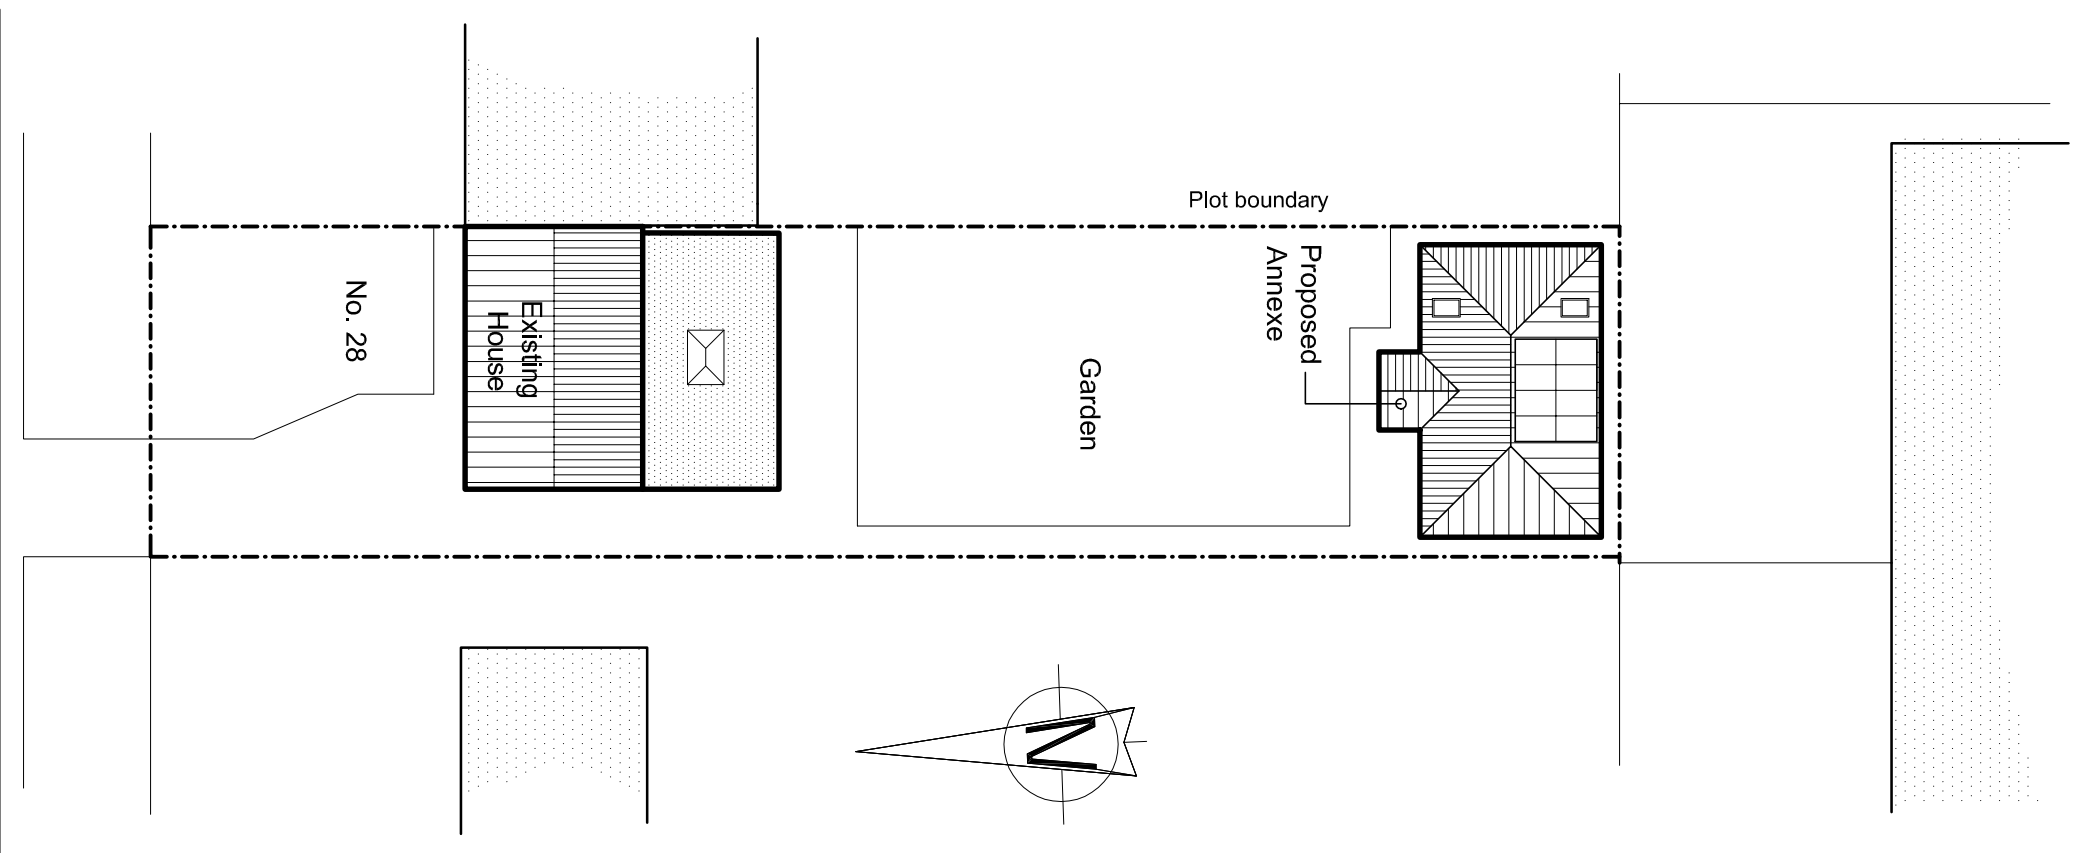 Plot boundary
No. 28
Existing
House
Garden
Proposed
Annexe
N